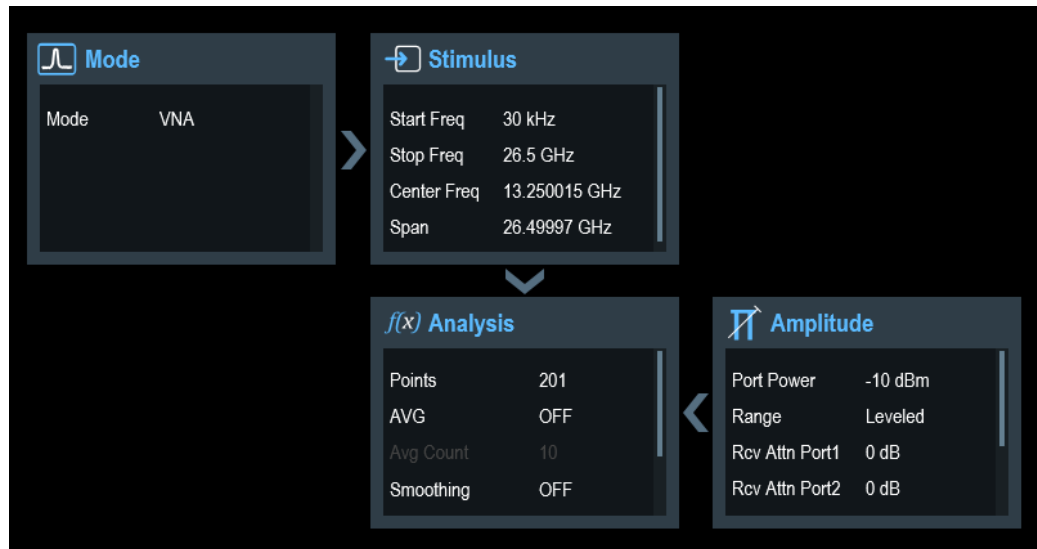 Mode
Mode VNA
Stimulus
Start Freq 30 kHz
Stop Freq 26.5 GHz
Center Freq 13.250015 GHz
Span 26.49997 GHz
f(x) Analysis
Points 201
AVG OFF
Avg Count 10
Smoothing OFF
Amplitude
Port Power -10 dBm
Range Leveled
Rcv Attn Port1 0 dB
Rcv Attn Port2 0 dB